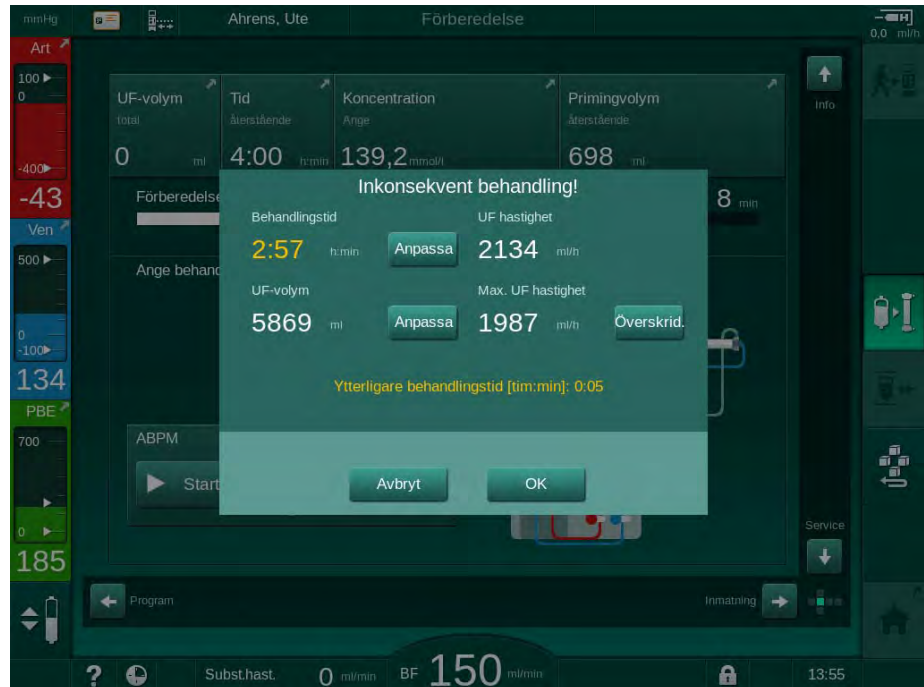 mmHg
Ahrens, Ute
Förberedelse
0,0 ml/h
Art
100
0
-400
-43
Ven
500
0
-100
134
PBE
700
0
185
UF-volym
total
0 ml
Tid
återstående
4:00 h:min
Koncentration
Ange
139,2 mmol/l
Primingvolym
återstående
698 ml
Info
Förberedelse
8 min
Ange behand
Inkonsekvent behandling!
Behandlingstid
2:57 h:min
Anpassa
UF hastighet
2134 ml/h
UF-volym
5869 ml
Anpassa
Max. UF hastighet
1987 ml/h
Överskrid.
Ytterligare behandlingstid [tim:min]: 0:05
Avbryt
OK
ABPM
Start
Service
Program
Inmatning
?
Subst.hast. 0 ml/min
BF 150 ml/min
13:55